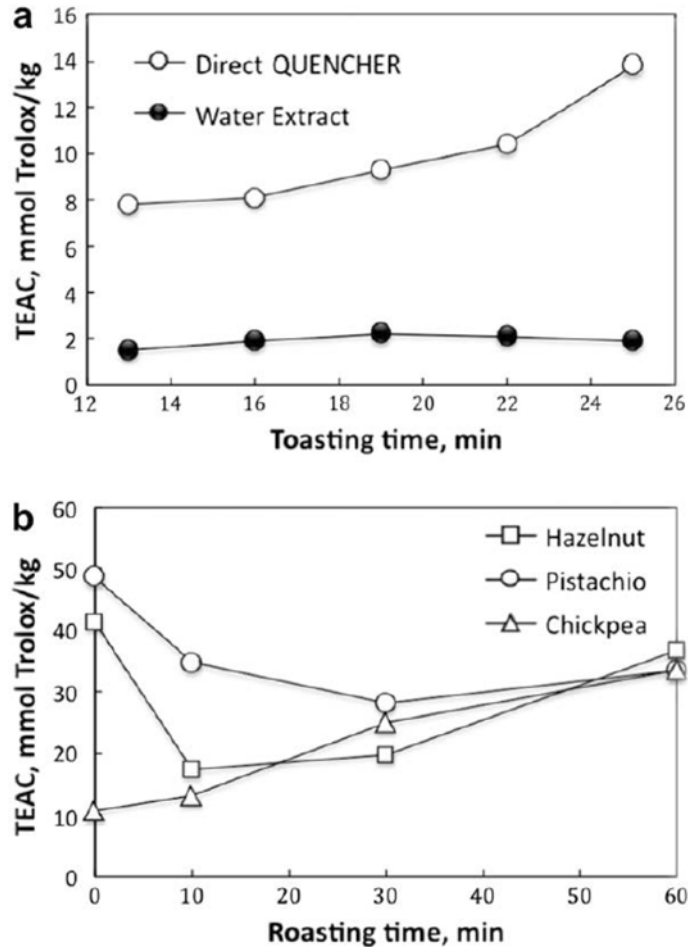 a
16
14
12
10
8
6
4
2
0
TEAC, mmol Trolox/kg
Direct QUENCHER
Water Extract
12 14 16 18 20 22 24 26
Toasting time, min
b
60
50
40
30
20
10
0
TEAC, mmol Trolox/kg
Hazelnut
Pistachio
Chickpea
0 10 20 30 40 50 60
Roasting time, min